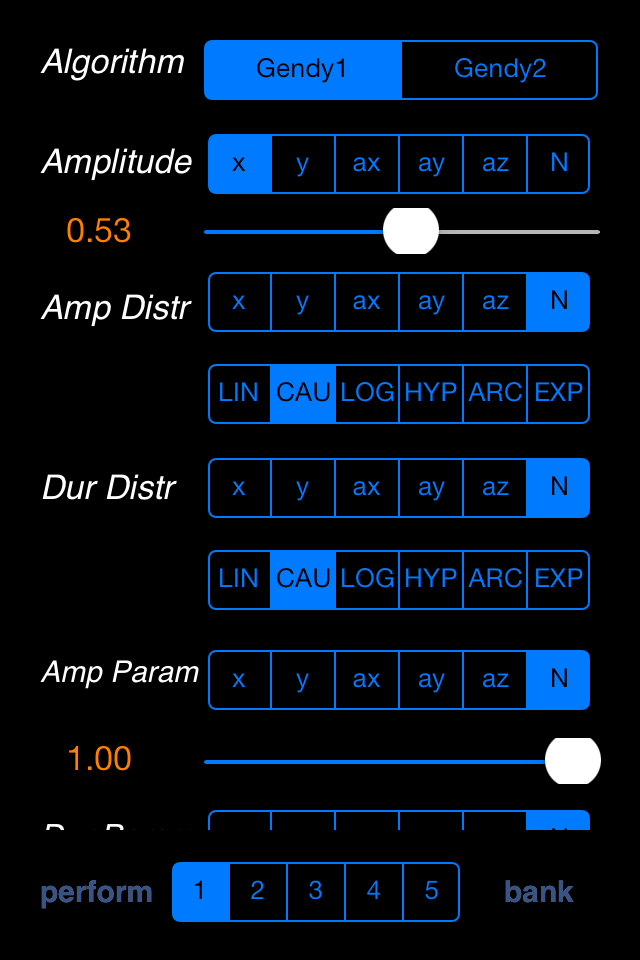 Algorithm Gendy1 Gendy2
Amplitude x y ax ay az N
0.53
Amp Distr x y ax ay az N
LIN CAU LOG HYP ARC EXP
Dur Distr x y ax ay az N
LIN CAU LOG HYP ARC EXP
Amp Param x y ax ay az N
1.00
perform 1 2 3 4 5 bank